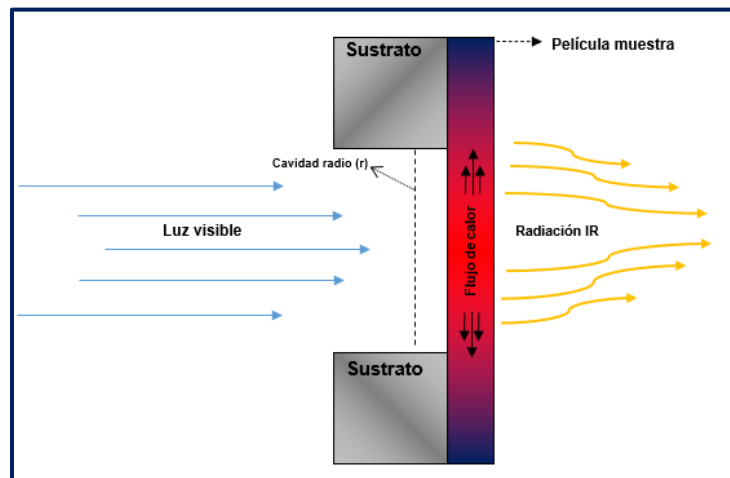 Sustrato
Película muestra
Cavidad radio (r)
Luz visible
Flujo de calor
Radiación IR
Sustrato